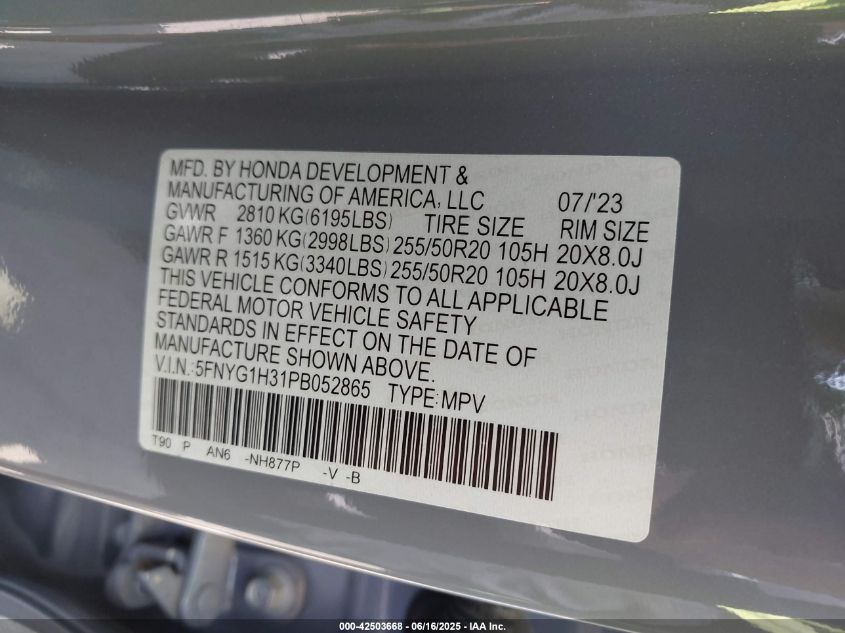 MFD. BY HONDA DEVELOPMENT &
MANUFACTURING OF AMERICA, LLC 07/'23
GVWR 2810 KG(6195LBS) TIRE SIZE RIM SIZE
GAWR F 1360 KG(2998LBS) 255/50R20 105H 20X8.0J
GAWR R 1515 KG(3340LBS) 255/50R20 105H 20X8.0J
THIS VEHICLE CONFORMS TO ALL APPLICABLE
FEDERAL MOTOR VEHICLE SAFETY
STANDARDS IN EFFECT ON THE DATE OF
MANUFACTURE SHOWN ABOVE.
V.I.N.:5FNYG1H31PB052865 TYPE:MPV
T90 P AN6 -NH877P -V -B
000-42503668 - 06/16/2025 - IAA Inc.